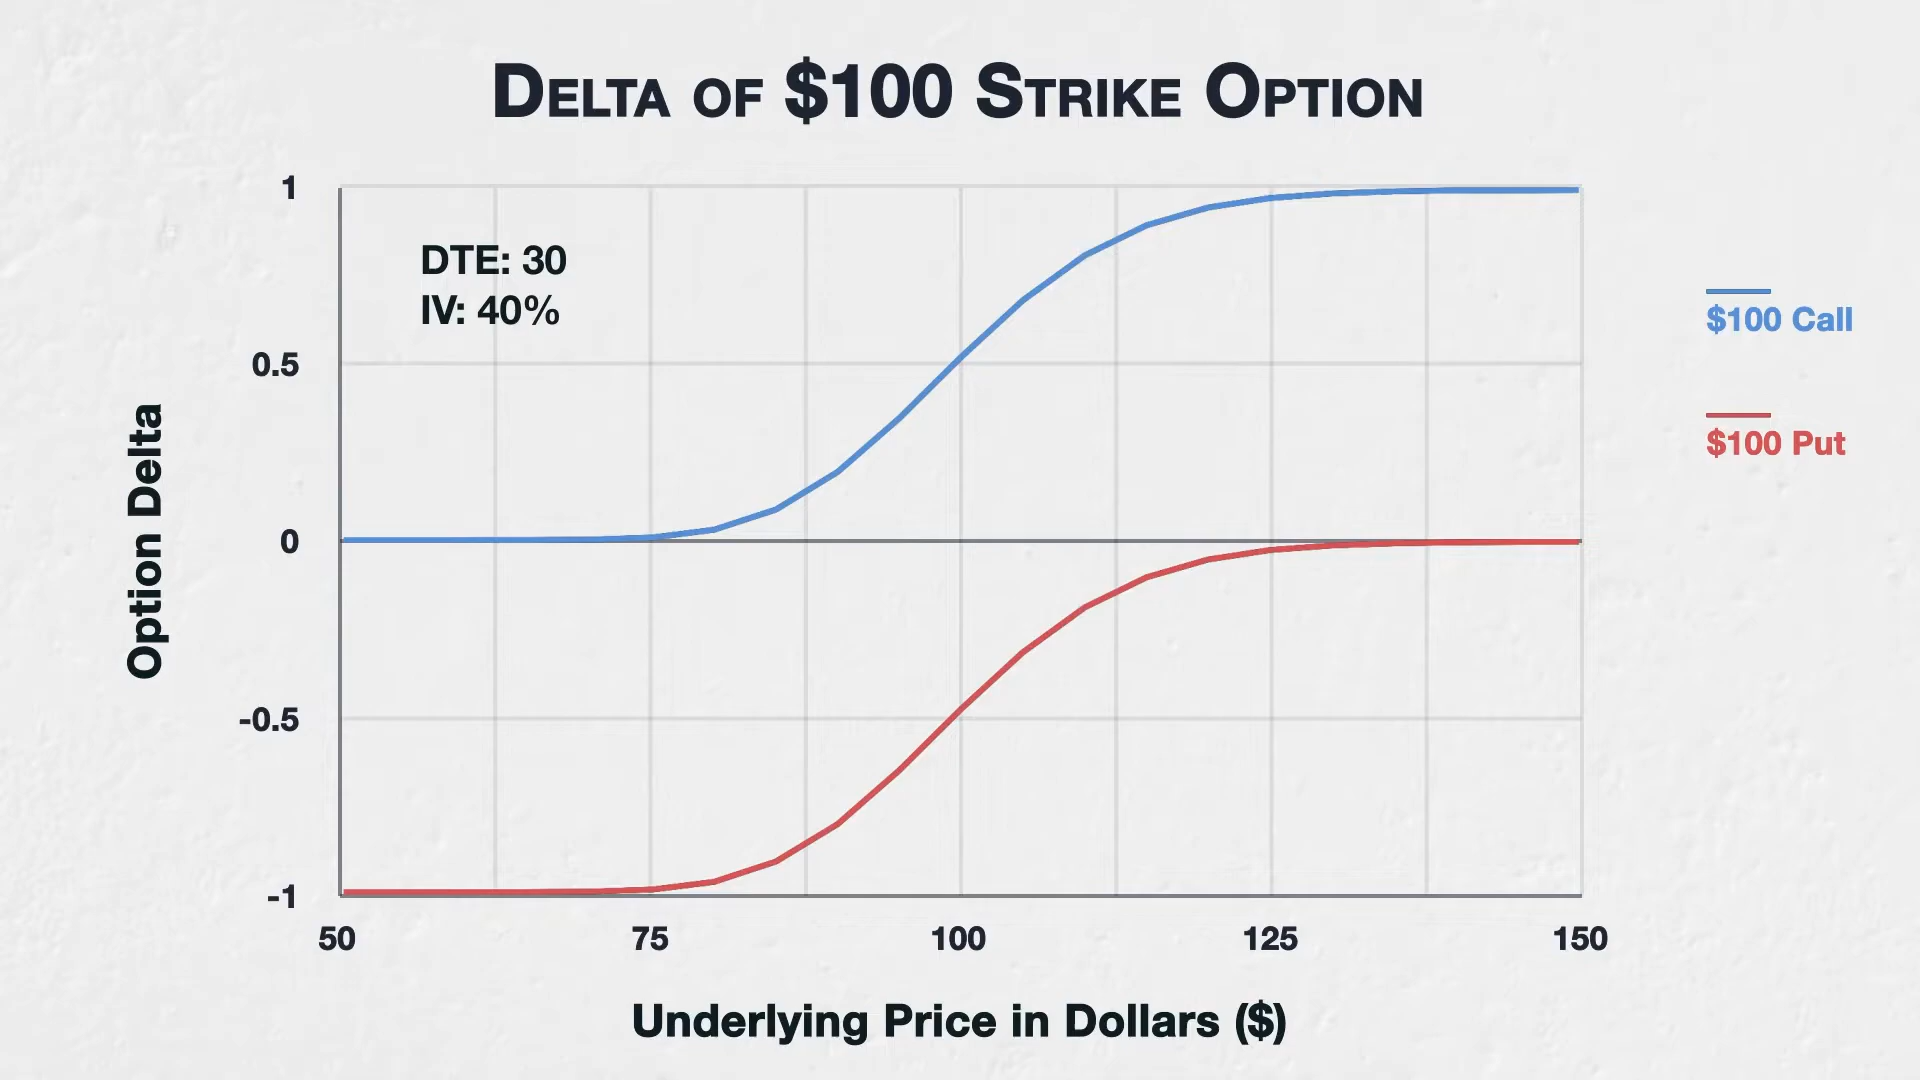 Delta of $100 Strike Option
DTE: 30
IV: 40%
1
0.5
0
-0.5
-1
Option Delta
50 75 100 125 150
Underlying Price in Dollars ($)
$100 Call
$100 Put